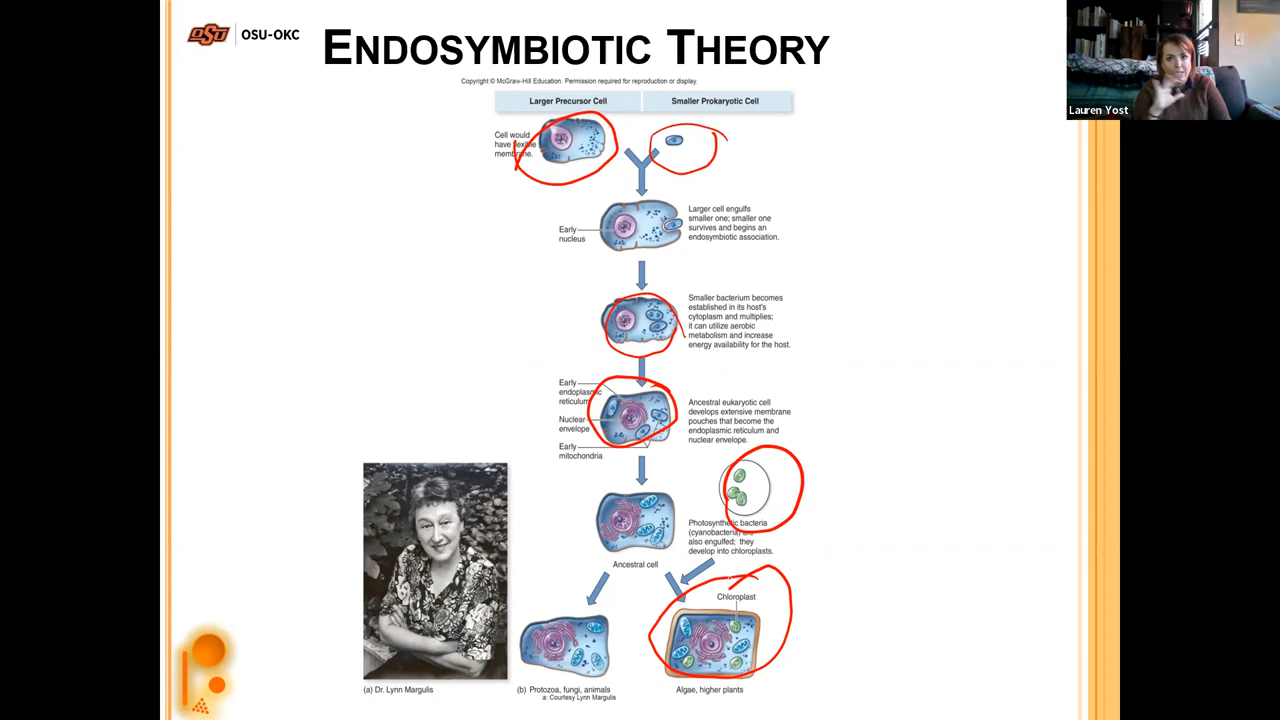 OSU
OSU-OKC
ENDOSYMBIOTIC THEORY
Copyright © McGraw-Hill Education. Permission required for reproduction or display.
Larger Precursor Cell
Smaller Prokaryotic Cell
Cell would
have flexible
membrane.
Larger cell engulfs
smaller one; smaller one
survives and begins an
endosymbiotic association.
Early
nucleus
Smaller bacterium becomes
established in its host's
cytoplasm and multiplies;
it can utilize aerobic
metabolism and increase
energy availability for the host.
Early
endoplasmic
reticulum
Nuclear
envelope
Early
mitochondria
Ancestral eukaryotic cell
develops extensive membrane
pouches that become the
endoplasmic reticulum and
nuclear envelope.
Photosynthetic bacteria
(cyanobacteria) are
also engulfed; they
develop into chloroplasts.
Ancestral cell
Chloroplast
(a) Dr. Lynn Margulis
(b) Protozoa, fungi, animals
a: Courtesy Lynn Margulis
Algae, higher plants
Lauren Yost